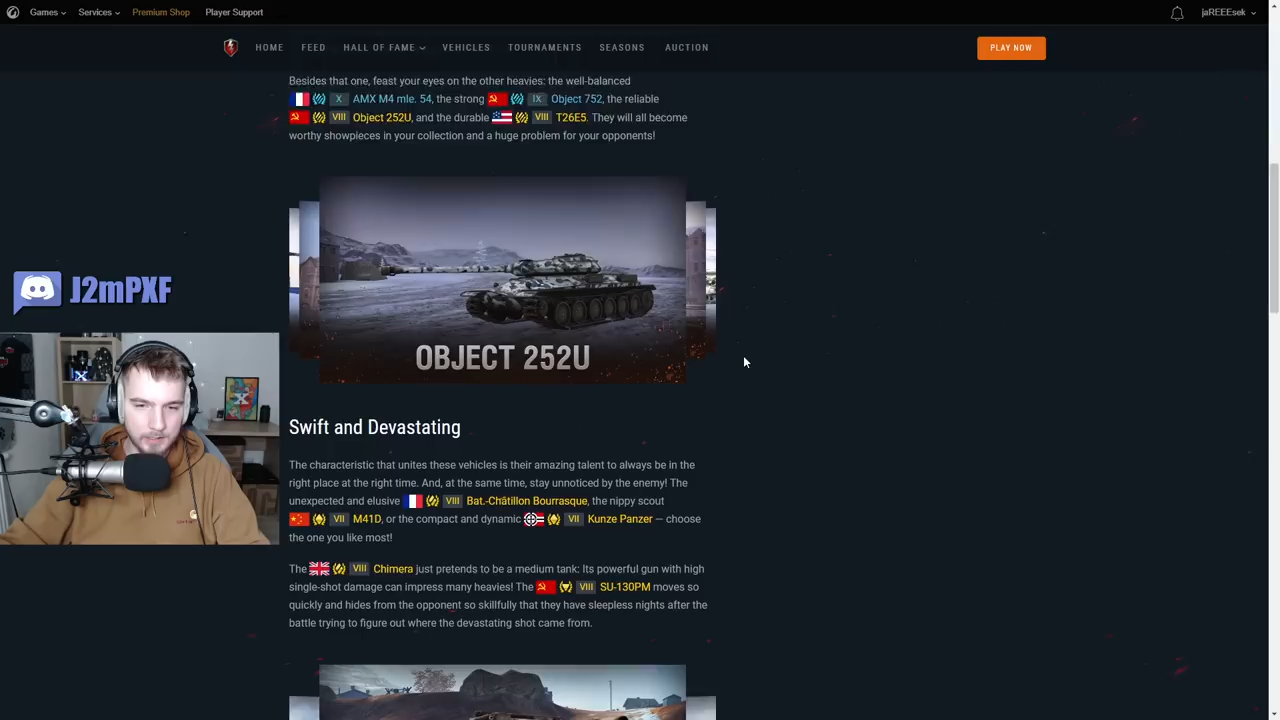 Games Services Premium Shop Player Support jaREEEsek
HOME FEED HALL OF FAME VEHICLES TOURNAMENTS SEASONS AUCTION PLAY NOW
Besides that one, feast your eyes on the other heavies: the well-balanced
X AMX M4 mle. 54, the strong IX Object 752, the reliable
VIII Object 252U, and the durable VIII T26E5. They will all become
worthy showpieces in your collection and a huge problem for your opponents!
OBJECT 252U
J2mPXF
Swift and Devastating
The characteristic that unites these vehicles is their amazing talent to always be in the
right place at the right time. And, at the same time, stay unnoticed by the enemy! The
unexpected and elusive VIII Bat.-Châtillon Bourrasque, the nippy scout
VII M41D, or the compact and dynamic VII Kunze Panzer — choose
the one you like most!
The VIII Chimera just pretends to be a medium tank: Its powerful gun with high
single-shot damage can impress many heavies! The VIII SU-130PM moves so
quickly and hides from the opponent so skillfully that they have sleepless nights after the
battle trying to figure out where the devastating shot came from.